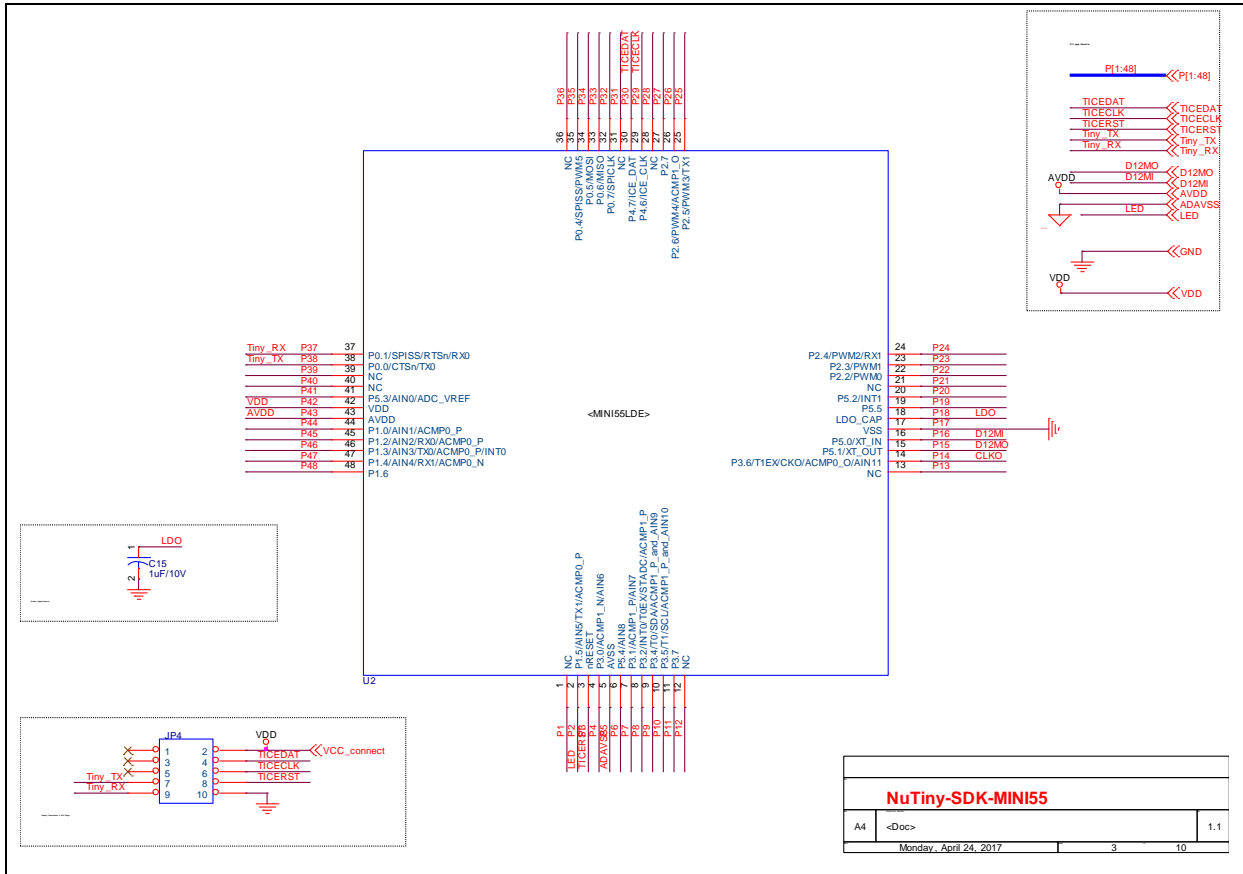 TICEDAT
TICECLK
P36
P35
P34
P33
P32
P31
P30
P29
P28
P27
P26
P25
36
35
34
33
32
31
30
29
28
27
26
25
NC
P0.4/SPISS/PWM5
P0.5/MOSI
P0.6/MISO
P0.7/SPICLK
NC
P4.7/ICE_DAT
P4.6/ICE_CLK
NC
P2.7
P2.6/PWM4/ACMP1_O
P2.5/PWM3/TX1
P[1:48] P[1:48]
TICEDAT TICEDAT
TICECLK TICECLK
TICERST TICERST
Tiny_TX Tiny_TX
Tiny_RX Tiny_RX
D12MO D12MO
D12MI D12MI
AVDD AVDD
ADAVSS
LED LED
GND
VDD VDD
Tiny_RX P37 37 P0.1/SPISS/RTSn/RX0
Tiny_TX P38 38 P0.0/CTSn/TX0
P39 39 NC
P40 40 NC
P41 41 P5.3/AIN0/ADC_VREF
VDD P42 42 VDD
AVDD P43 43 AVDD
P44 44 P1.0/AIN1/ACMP0_P
P45 45 P1.2/AIN2/RX0/ACMP0_P
P46 46 P1.3/AIN3/TX0/ACMP0_P/INT0
P47 47 P1.4/AIN4/RX1/ACMP0_N
P48 48 P1.6
<MINI55LDE>
P2.4/PWM2/RX1 24 P24
P2.3/PWM1 23 P23
P2.2/PWM0 22 P22
NC 21 P21
P5.2/INT1 20 P20
P5.5 19 P19
LDO_CAP 18 P18 LDO
VSS 17 P17
P5.0/XT_IN 16 P16 D12MI
P5.1/XT_OUT 15 P15 D12MO
P3.6/T1EX/CKO/ACMP0_O/AIN11 14 P14 CLKO
NC 13 P13
LDO
1
C15
1uF/10V
2
NC
P1.5/AIN5/TX1/ACMP0_P
nRESET
P3.0/ACMP1_N/AIN6
AVSS
P5.4/AIN8
P3.1/ACMP1_P/AIN7
P3.2/INT0/T0EX/STADC/ACMP1_P
P3.4/T0/SDA/ACMP1_P_and_AIN9
P3.5/T1/SCL/ACMP1_P_and_AIN10
P3.7
NC
U2
1
2
3
4
5
6
7
8
9
10
11
12
P1
P2
P3
P4
P5
P6
P7
P8
P9
P10
P11
P12
LED
TICERST
ADAVSS
JP4
VDD
1 2 VCC_connect
3 4 TICEDAT
5 6 TICECLK
Tiny_TX 7 8 TICERST
Tiny_RX 9 10
NuTiny-SDK-MINI55
A4 <Doc> 1.1
Monday, April 24, 2017 3 10